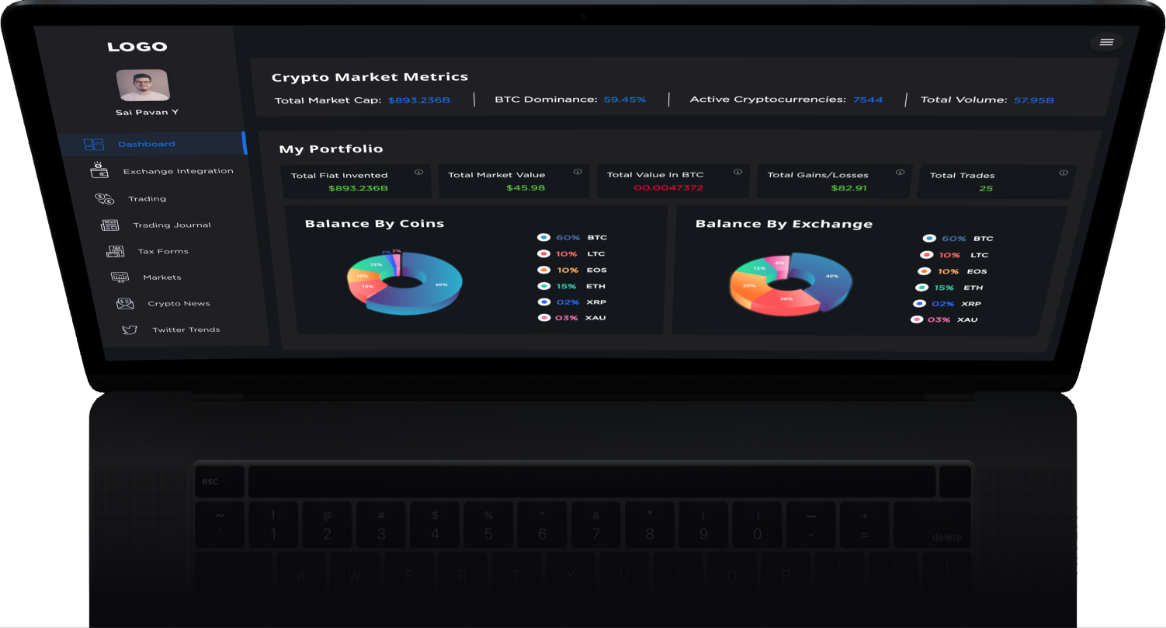 LOGO
Sai Pavan Y
Dashboard
Exchange Integration
Trading
Trading Journal
Tax Forms
Markets
Crypto News
Twitter Trends
Crypto Market Metrics
Total Market Cap: $893.236B | BTC Dominance: 59.45% | Active Cryptocurrencies: 7544 | Total Volume: 57.95B
My Portfolio
Total Fiat Invented
$893.236B
Total Market Value
$45.98
Total Value In BTC
00.0047372
Total Gains/Losses
$82.91
Total Trades
25
Balance By Coins
60%
60% BTC
10% LTC
10% EOS
15% ETH
02% XRP
03% XAU
Balance By Exchange
60% BTC
10% LTC
10% EOS
15% ETH
02% XRP
03% XAU
esc
~ ! @ # $ % ^ & * ( ) — +
1 2 3 4 5 6 7 8 9 0 - =
delete